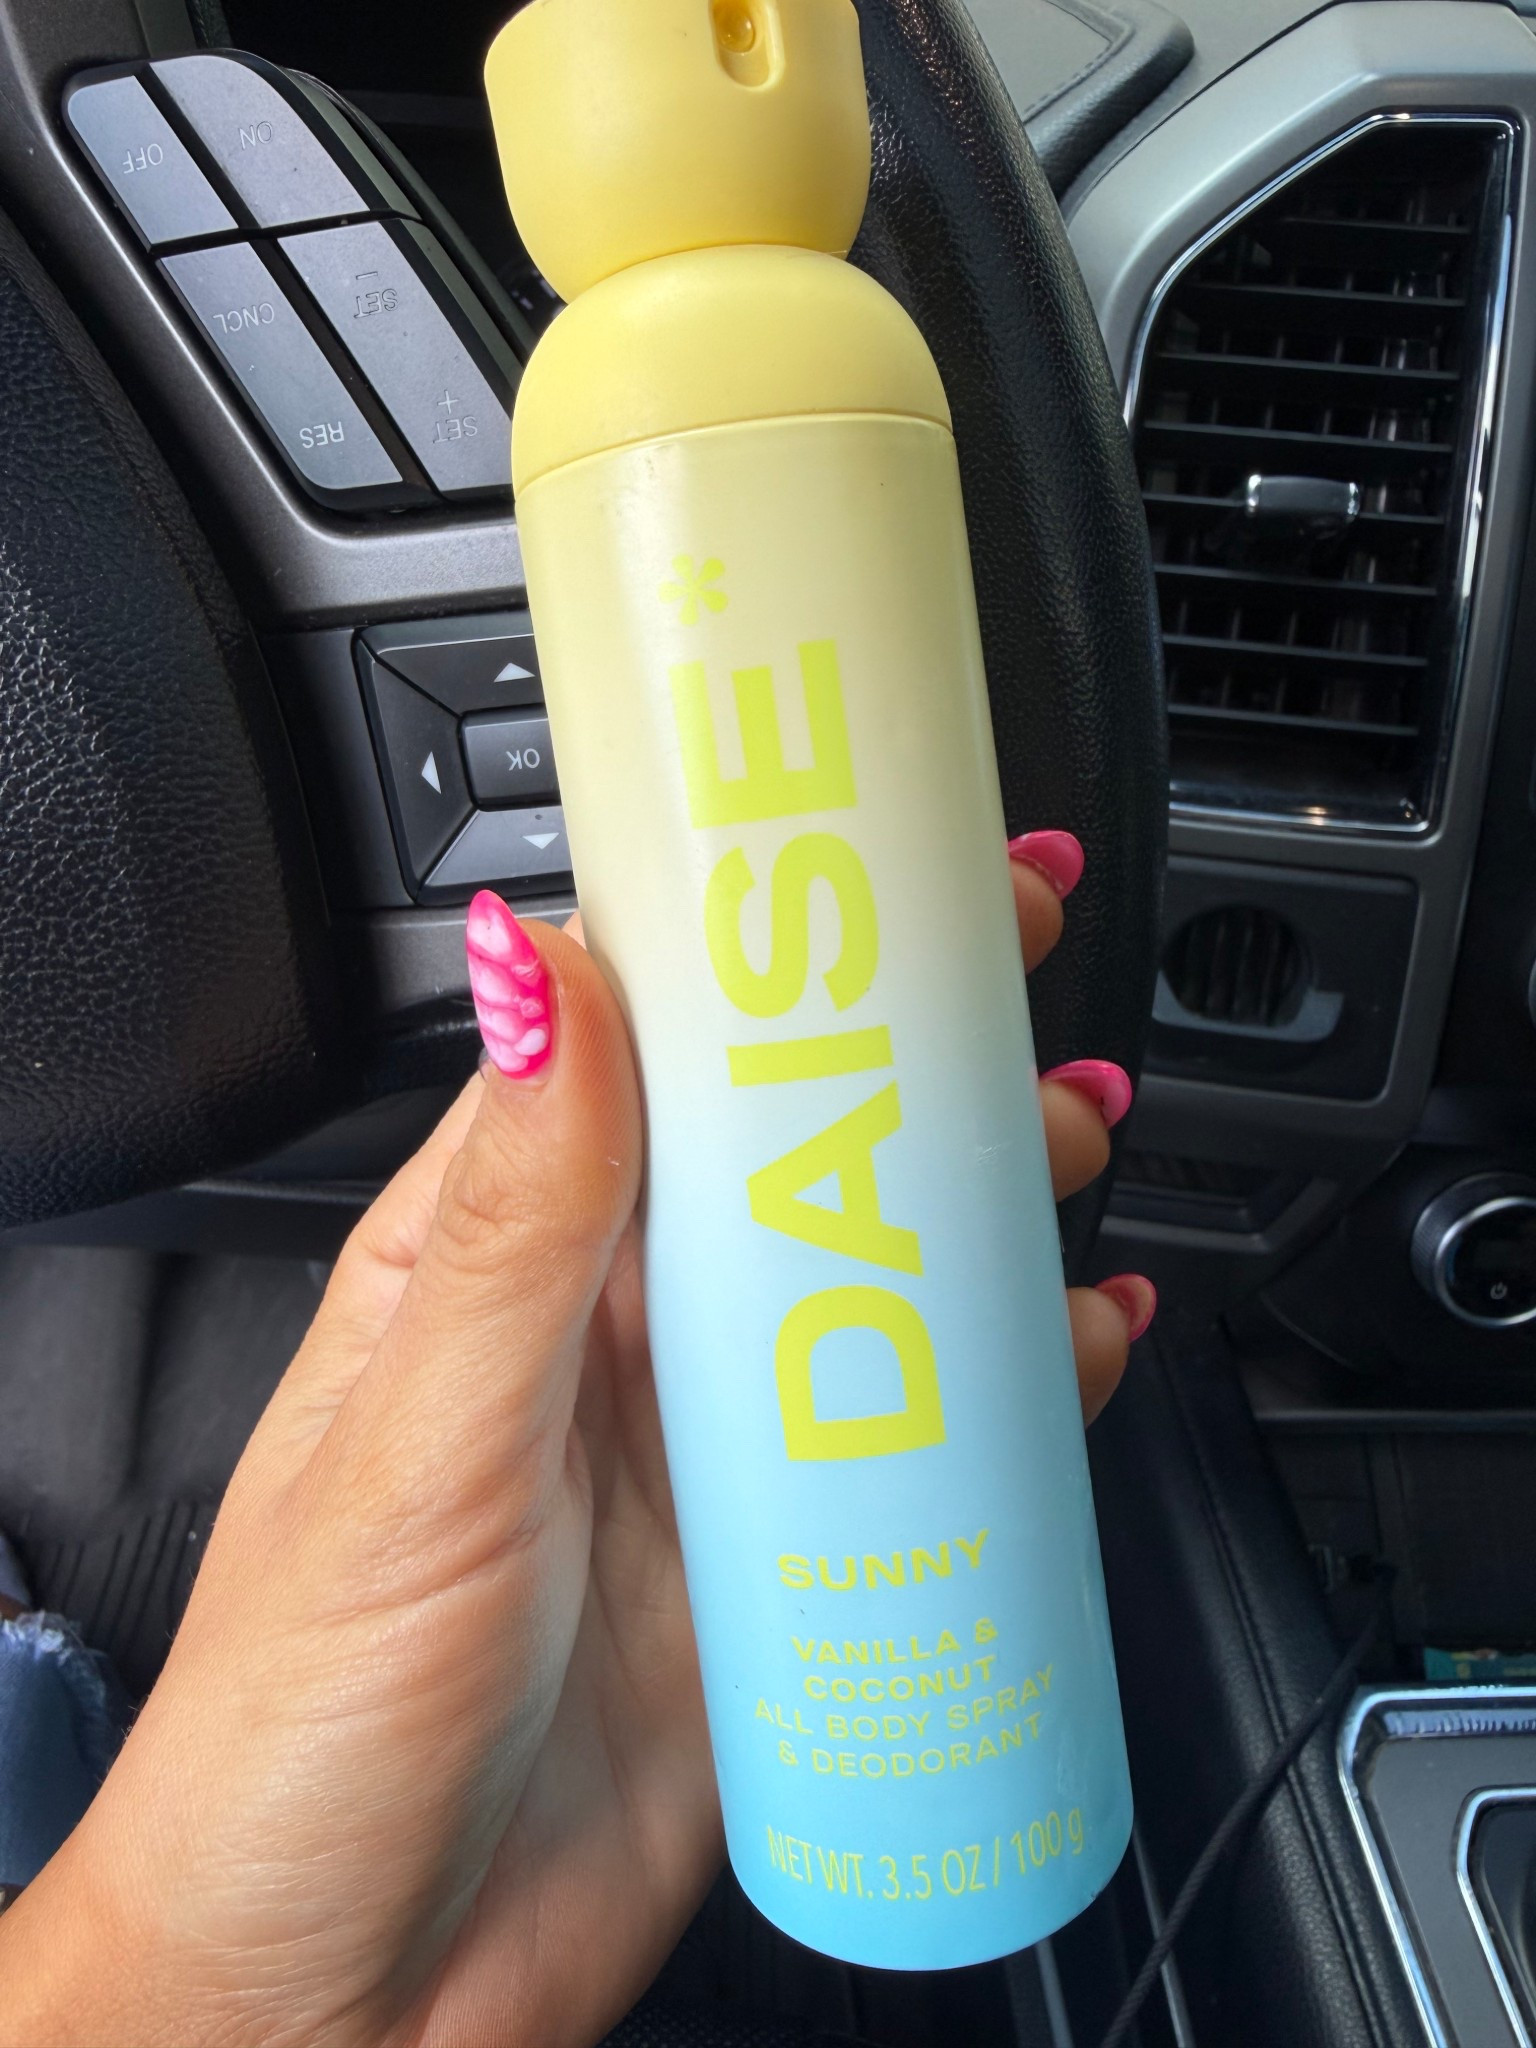 OFF
ON
CNCL
SET
-
RES
SET
+
OK
DAISE*
SUNNY
VANILLA &
COCONUT
ALL BODY SPRAY
& DEODORANT
NET WT. 3.5 OZ / 100 g